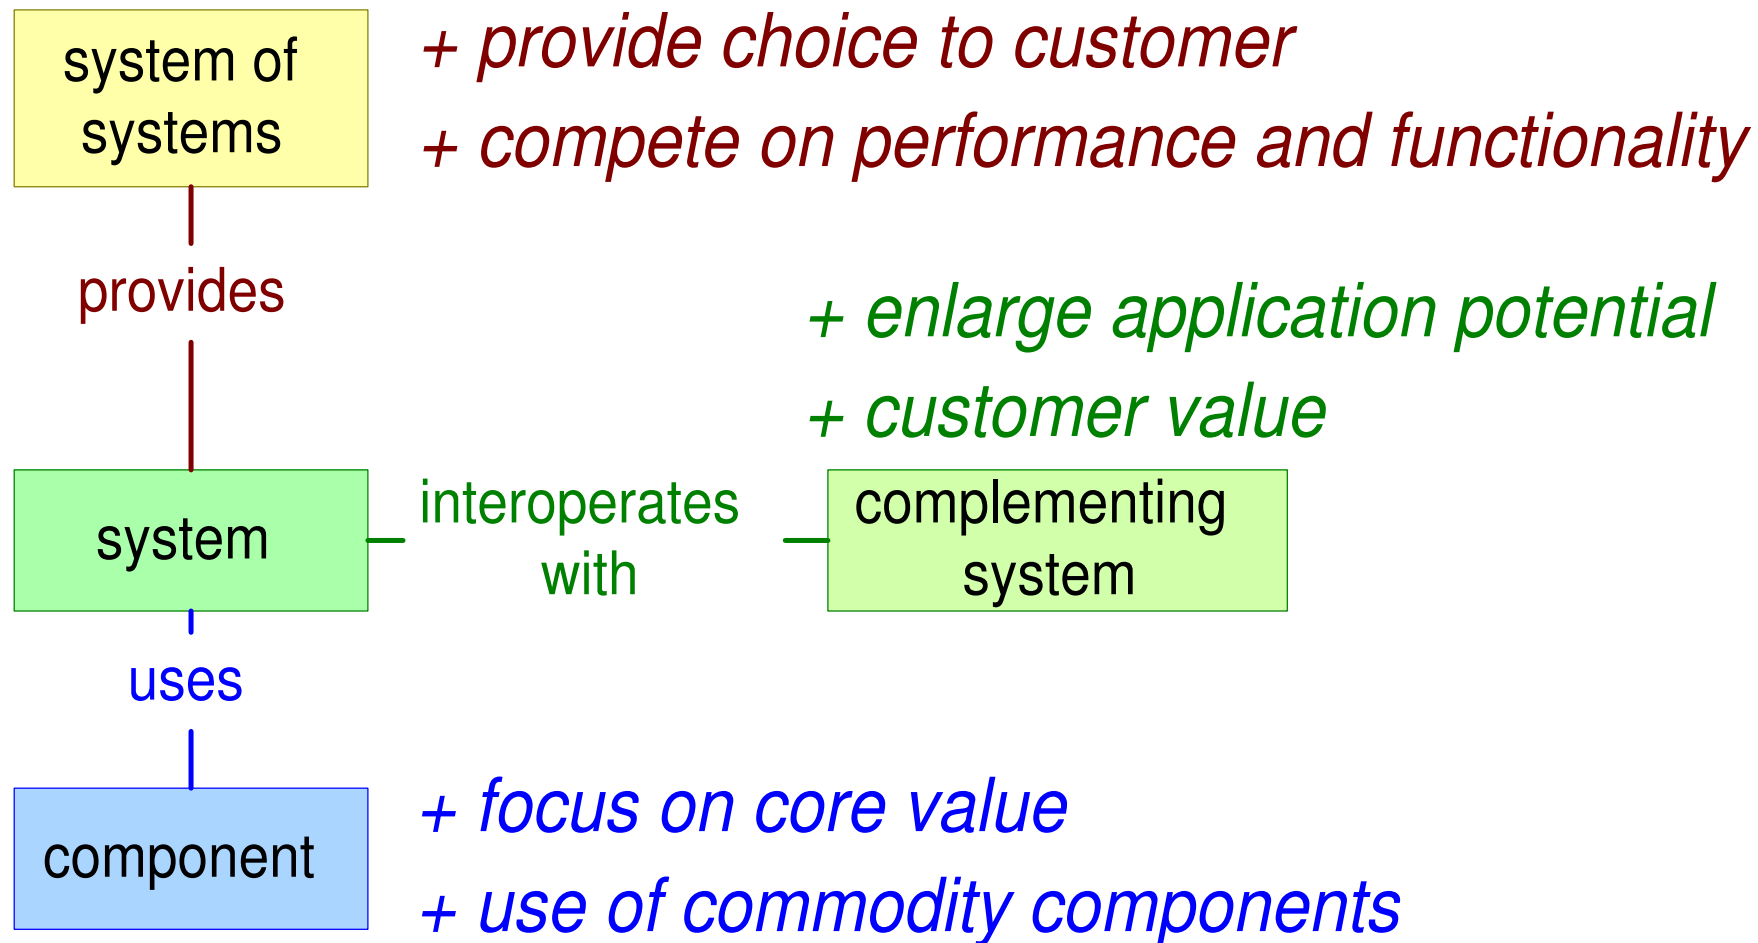 system of
systems
+ provide choice to customer
+ compete on performance and functionality
provides
+ enlarge application potential
+ customer value
system
interoperates
with
complementing
system
uses
component
+ focus on core value
+ use of commodity components